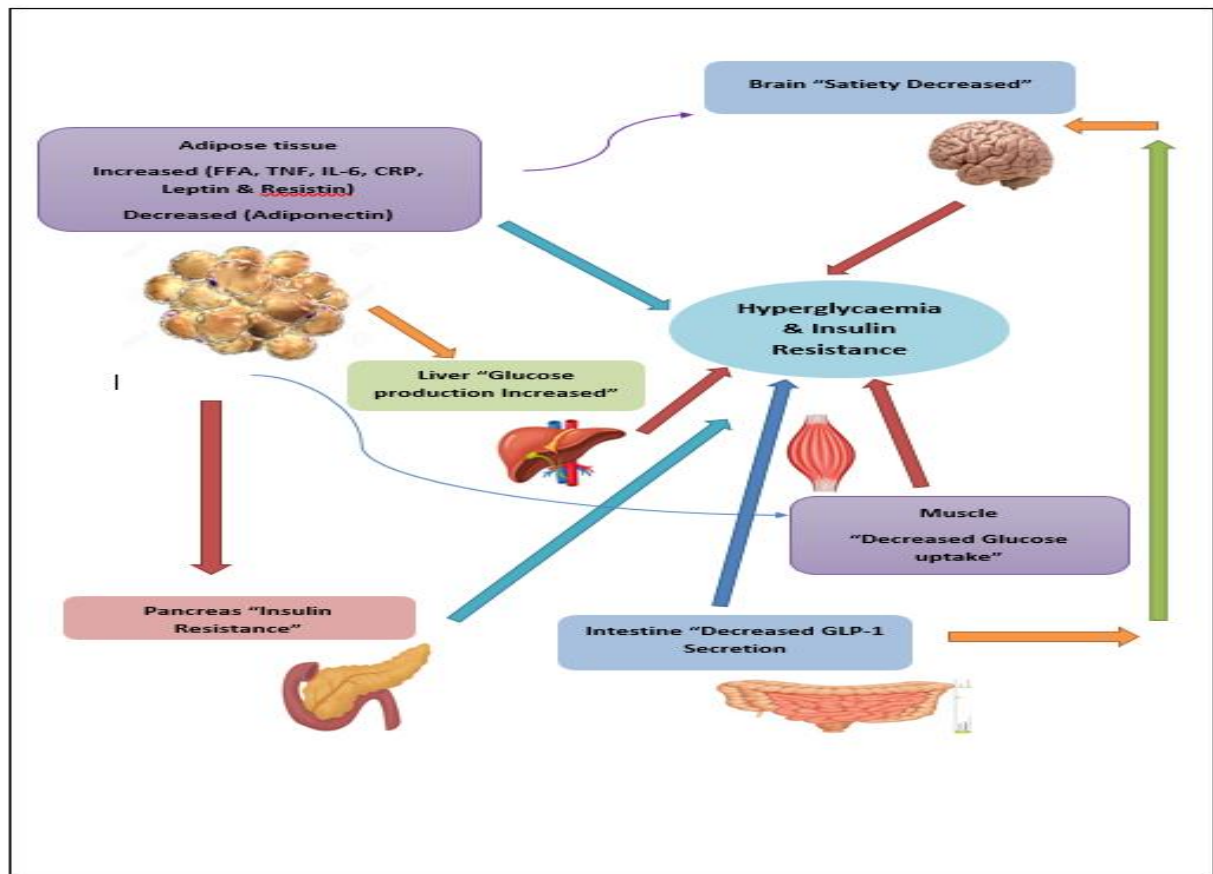 Brain “Satiety Decreased”
Adipose tissue
Increased (FFA, TNF, IL-6, CRP,
Leptin & Resistin)
Decreased (Adiponectin)
Hyperglycaemia
& Insulin
Resistance
Liver “Glucose
production Increased”
Muscle
“Decreased Glucose
uptake”
Pancreas “Insulin
Resistance”
Intestine “Decreased GLP-1
Secretion